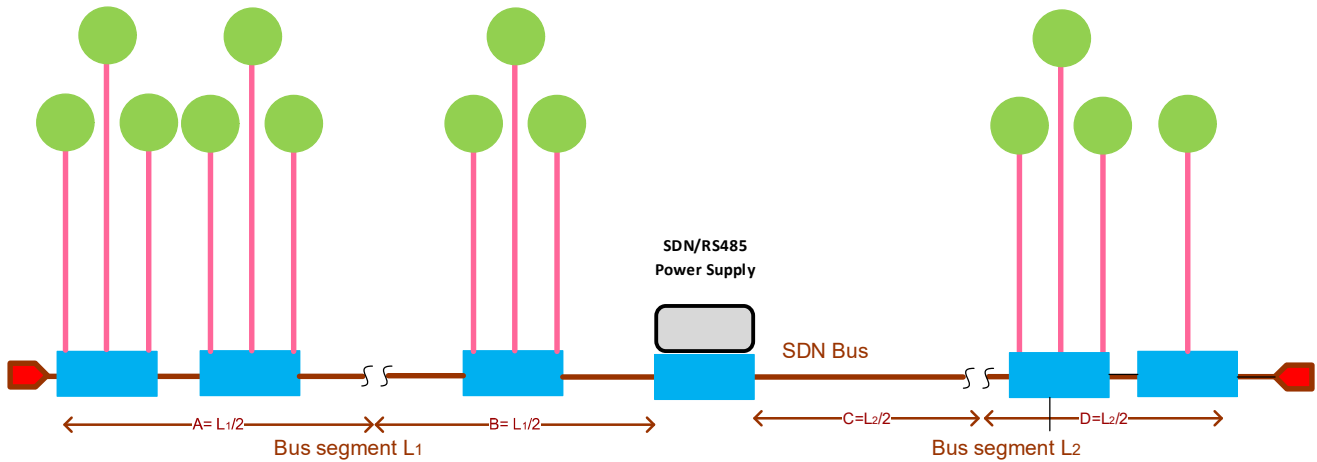 SDN/RS485
Power Supply
SDN Bus
A= L1/2
B= L1/2
C=L2/2
D=L2/2
Bus segment L1
Bus segment L2